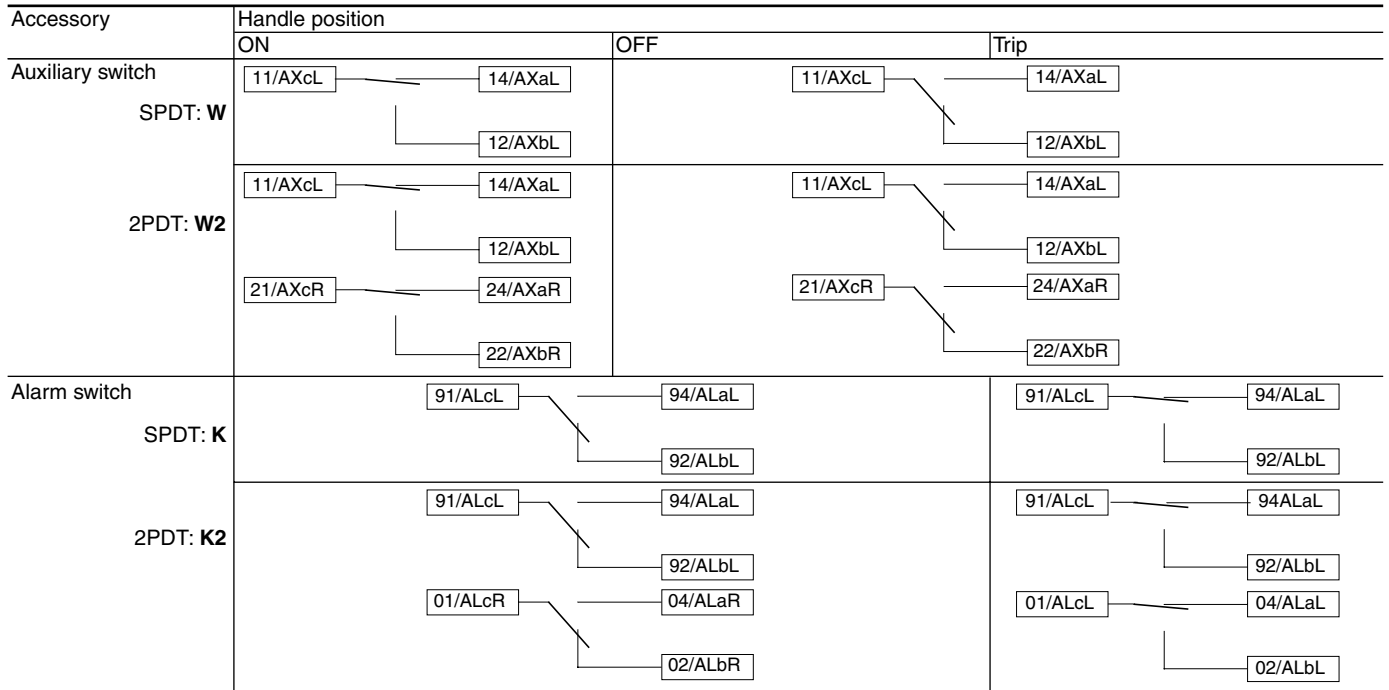 Accessory Handle position
ON OFF Trip
Auxiliary switch 11/AXcL 14/AXaL 11/AXcL 14/AXaL
SPDT: W
12/AXbL 12/AXbL
11/AXcL 14/AXaL 11/AXcL 14/AXaL
2PDT: W2
12/AXbL 12/AXbL
21/AXcR 24/AXaR 21/AXcR 24/AXaR
22/AXbR 22/AXbR
Alarm switch 91/ALcL 94/ALaL 91/ALcL 94/ALaL
SPDT: K
92/ALbL 92/ALbL
91/ALcL 94/ALaL 91/ALcL 94ALaL
2PDT: K2
92/ALbL 92/ALbL
01/ALcR 04/ALaR 01/ALcL 04/ALaL
02/ALbR 02/ALbL